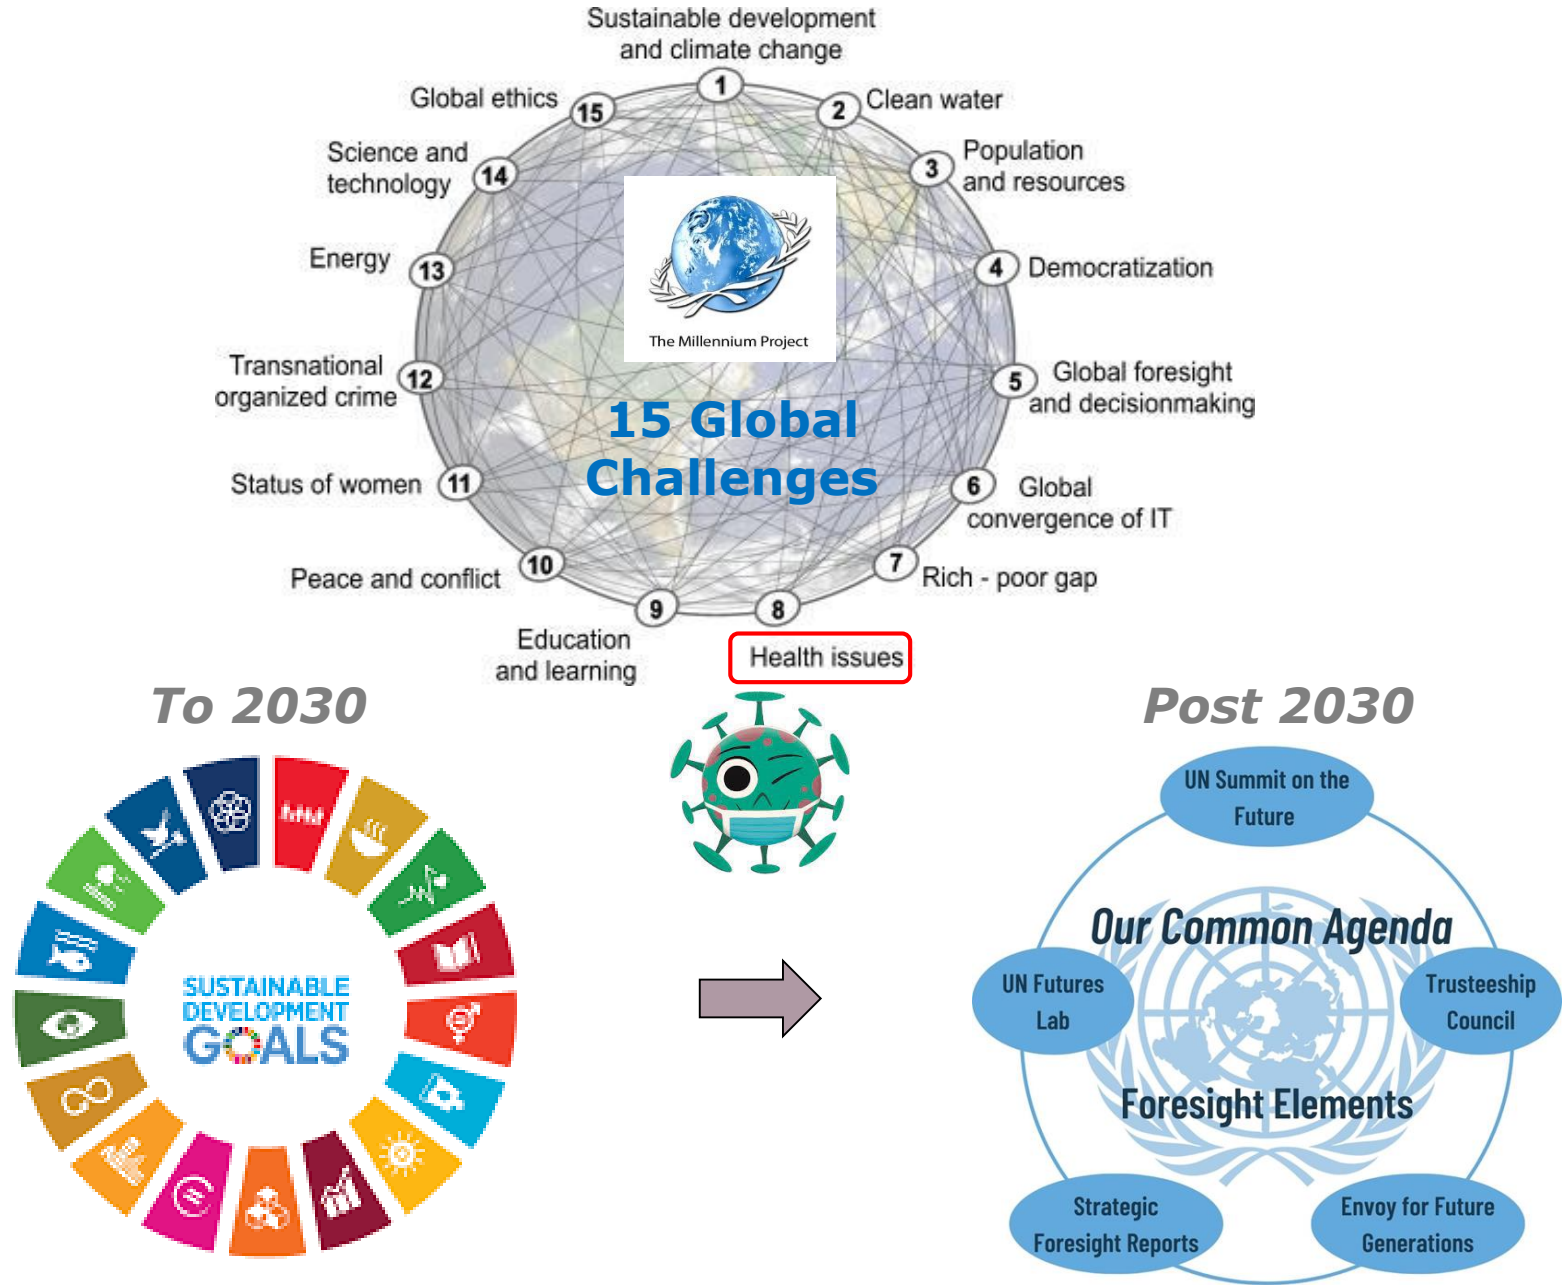 Sustainable development
and climate change
1
2
Clean water
3
Population
and resources
4
Democratization
5
Global foresight
and decisionmaking
6
Global
convergence of IT
7
Rich - poor gap
8
Health issues
9
Education
and learning
10
Peace and conflict
11
Status of women
12
Transnational
organized crime
13
Energy
14
Science and
technology
15
Global ethics
The Millennium Project
15 Global
Challenges
To 2030
SUSTAINABLE
DEVELOPMENT
GOALS
Post 2030
UN Summit on the
Future
Our Common Agenda
UN Futures
Lab
Trusteeship
Council
Foresight Elements
Strategic
Foresight Reports
Envoy for Future
Generations